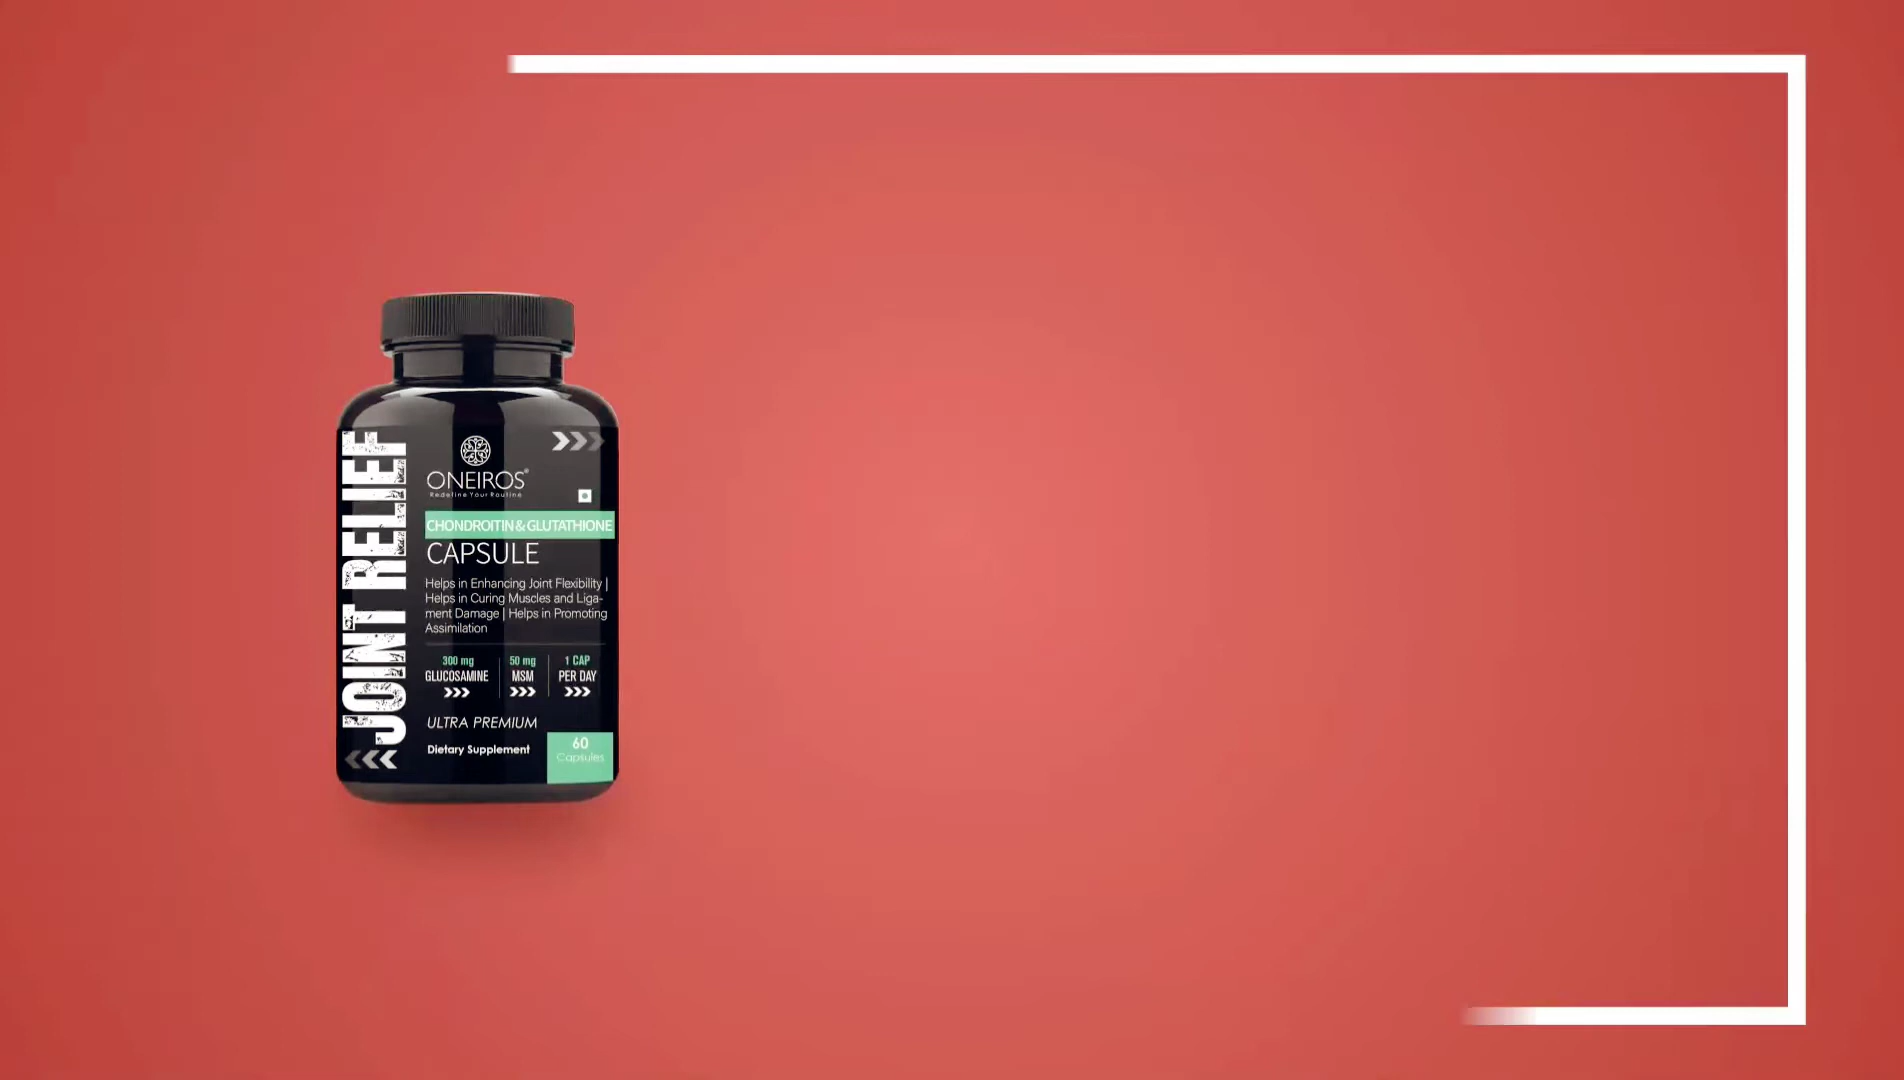 JOINT RELIEF
ONEIROS®
Redefine Your Routine
CHONDROITIN & GLUTATHIONE
CAPSULE
Helps in Enhancing Joint Flexibility |
Helps in Curing Muscles and Liga-
ment Damage | Helps in Promoting
Assimilation
300 mg
GLUCOSAMINE
50 mg
MSM
1 CAP
PER DAY
ULTRA PREMIUM
Dietary Supplement
60
Capsules